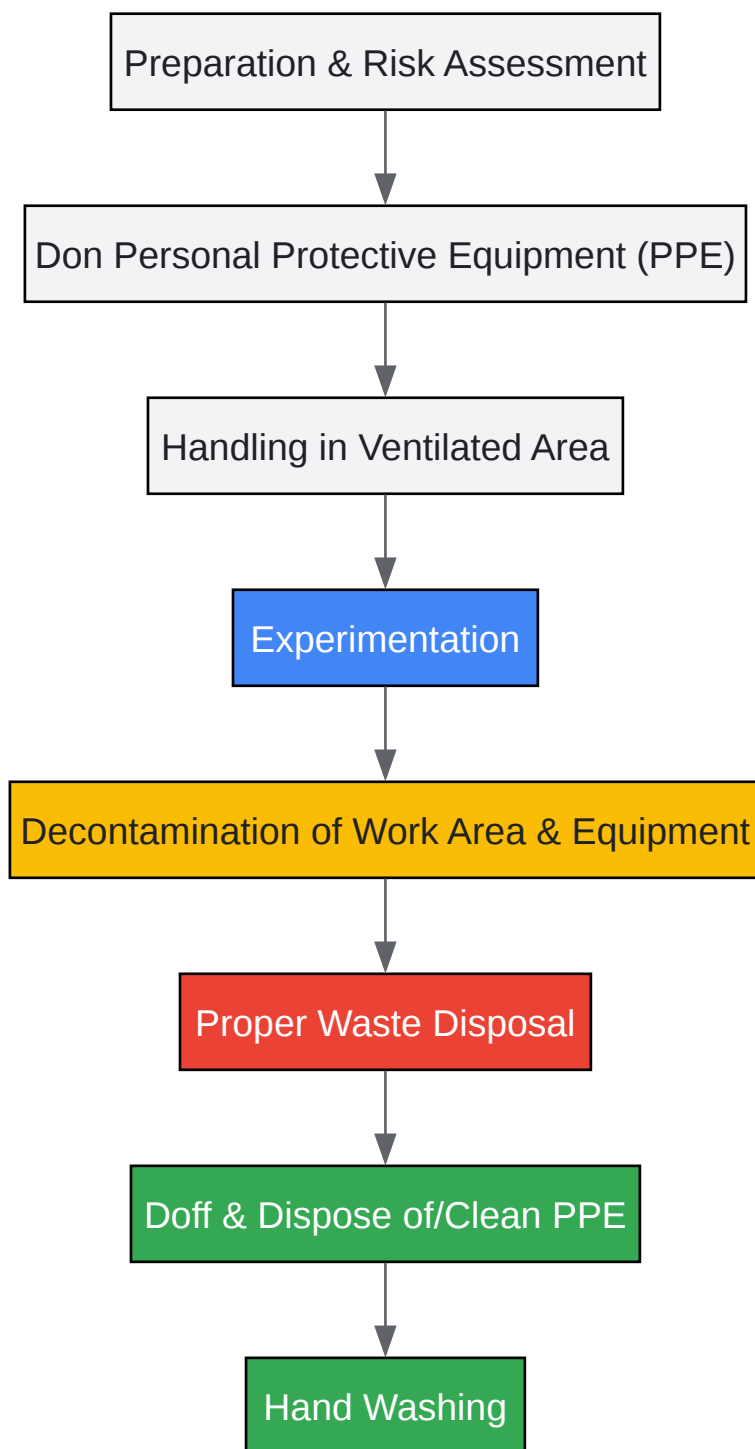 Preparation & Risk Assessment
Don Personal Protective Equipment (PPE)
Handling in Ventilated Area
Experimentation
Decontamination of Work Area & Equipment
Proper Waste Disposal
Doff & Dispose of/Clean PPE
Hand Washing